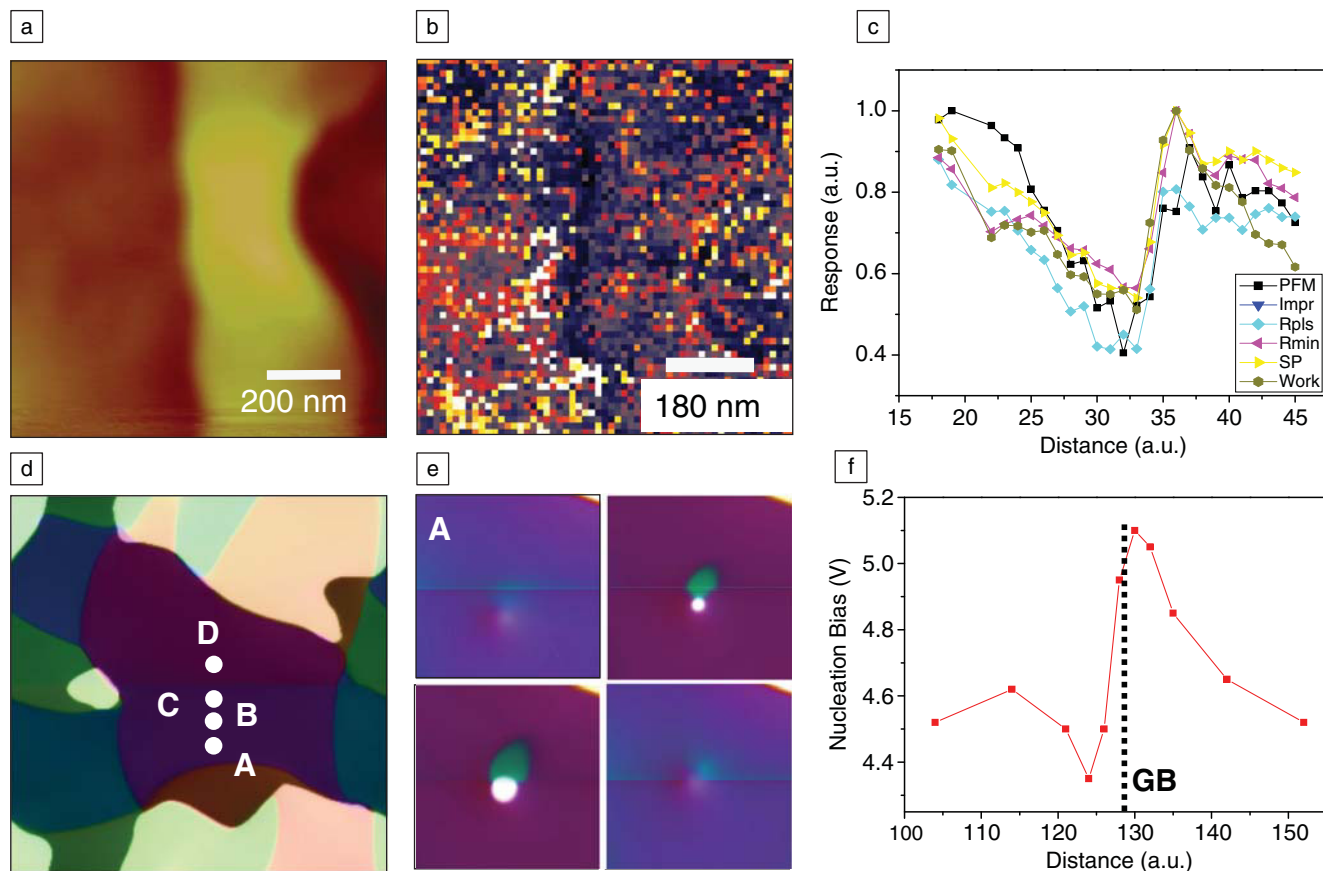 a
200 nm
b
180 nm
c
Response (a.u.)
1.0
0.8
0.6
0.4
15 20 25 30 35 40 45
Distance (a.u.)
PFM
Impr
Rpls
Rmin
SP
Work
d
D
C
B
A
e
A
f
Nucleation Bias (V)
5.2
5.0
4.8
4.6
4.4
GB
100 110 120 130 140 150
Distance (a.u.)